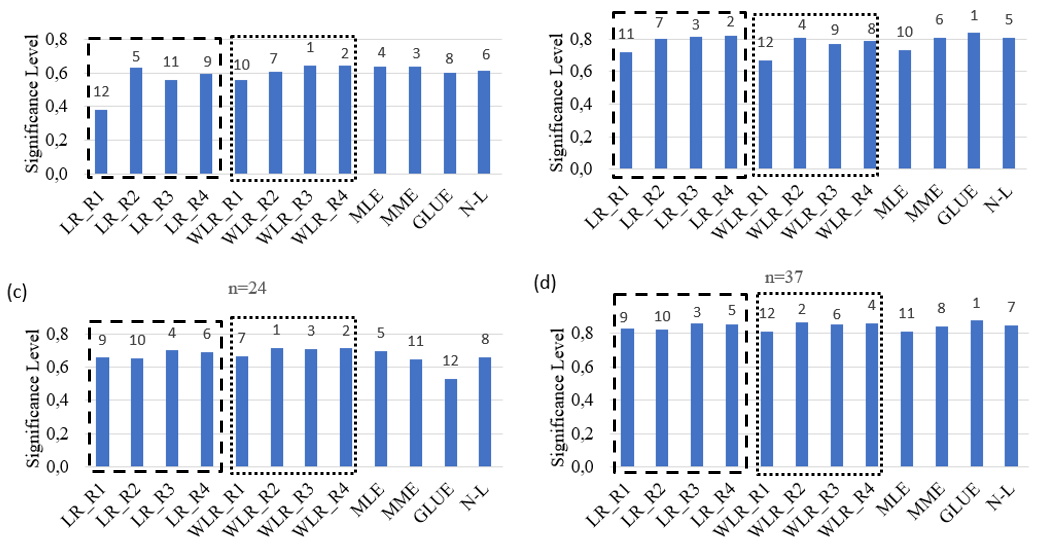 Significance Level
0,8
0,6
0,4
0,2
0,0
12
5
11
9
10
7
1
2
4
3
8
6
LR_R1
LR_R2
LR_R3
LR_R4
WLR_R1
WLR_R2
WLR_R3
WLR_R4
MLE
MME
GLUE
N-L
Significance Level
0,8
0,6
0,4
0,2
0,0
11
7
3
2
12
4
9
8
10
6
1
5
LR_R1
LR_R2
LR_R3
LR_R4
WLR_R1
WLR_R2
WLR_R3
WLR_R4
MLE
MME
GLUE
N-L
(c)
n=24
Significance Level
0,8
0,6
0,4
0,2
0,0
9
10
4
6
7
1
3
2
5
11
12
8
LR_R1
LR_R2
LR_R3
LR_R4
WLR_R1
WLR_R2
WLR_R3
WLR_R4
MLE
MME
GLUE
N-L
(d)
n=37
Significance Level
0,8
0,6
0,4
0,2
0,0
9
10
3
5
12
2
6
4
11
8
1
7
LR_R1
LR_R2
LR_R3
LR_R4
WLR_R1
WLR_R2
WLR_R3
WLR_R4
MLE
MME
GLUE
N-L